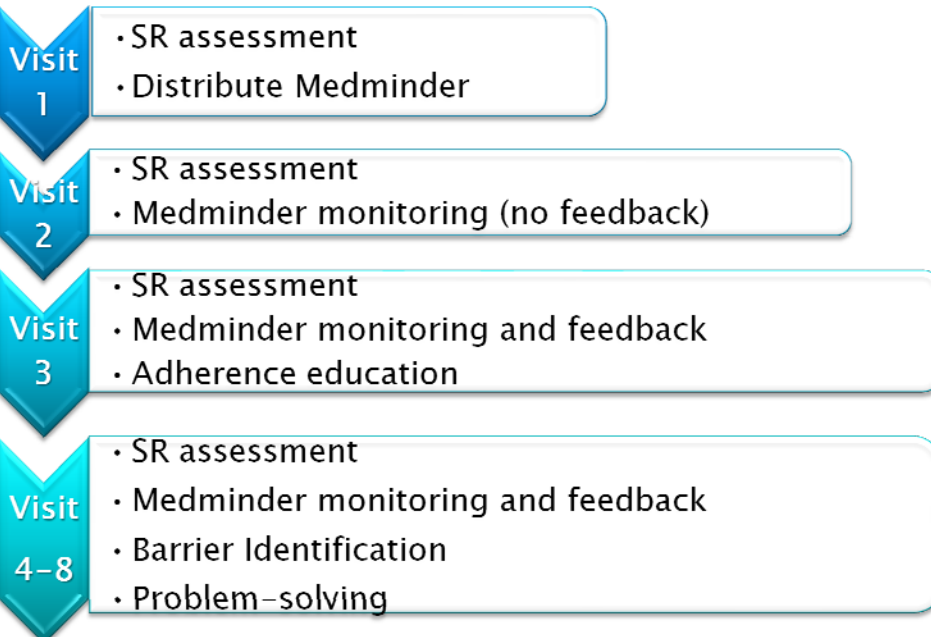 Visit
1
· SR assessment
· Distribute Medminder
Visit
2
· SR assessment
· Medminder monitoring (no feedback)
Visit
3
· SR assessment
· Medminder monitoring and feedback
· Adherence education
Visit
4-8
· SR assessment
· Medminder monitoring and feedback
· Barrier Identification
· Problem-solving